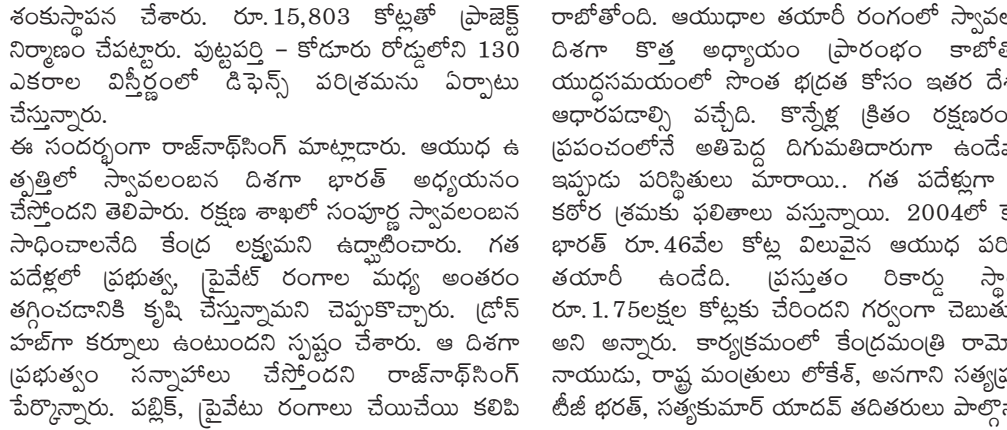 శంకుస్థాపన చేశారు. రూ.15,803 కోట్లతో ప్రాజెక్ట్
నిర్మాణం చేపట్టారు. పుట్టపర్తి – కోడూరు రోడ్డులోని 130
ఎకరాల విస్తీర్ణంలో డిఫెన్స్ పరిశ్రమను ఏర్పాటు
చేస్తున్నారు.
ఈ సందర్భంగా రాజ్‌నాథ్‌సింగ్ మాట్లాడారు. ఆయుధ ఉ
త్పత్తిలో స్వావలంబన దిశగా భారత్ అధ్యయనం
చేస్తోందని తెలిపారు. రక్షణ శాఖలో సంపూర్ణ స్వావలంబన
సాధించాలనేది కేంద్ర లక్ష్యమని ఉద్ఘాటించారు. గత
పదేళ్లలో ప్రభుత్వ, ప్రైవేట్ రంగాల మధ్య అంతరం
తగ్గించడానికి కృషి చేస్తున్నామని చెప్పుకొచ్చారు. డ్రోన్
హబ్‌గా కర్నూలు ఉంటుందని స్పష్టం చేశారు. ఆ దిశగా
ప్రభుత్వం సన్నాహాలు చేస్తోందని రాజ్‌నాథ్‌సింగ్
పేర్కొన్నారు. పబ్లిక్, ప్రైవేటు రంగాలు చేయిచేయి కలిపి
రాబోతోంది. ఆయుధాల తయారీ రంగంలో
దిశగా కొత్త అధ్యాయం ప్రారంభం
యుద్ధసమయంలో సొంత భద్రత కోసం ఇతర
ఆధారపడాల్సి వచ్చేది. కొన్నేళ్ల క్రితం
ప్రపంచంలోనే అతిపెద్ద దిగుమతిదారుగా
ఇప్పుడు పరిస్థితులు మారాయి.. గత పదేళ్లుగా
కఠోర శ్రమకు ఫలితాలు వస్తున్నాయి. 2004లో
భారత్ రూ.46వేల కోట్ల విలువైన ఆయుధ
తయారీ ఉండేది. ప్రస్తుతం రికార్డు
రూ.1.75లక్షల కోట్లకు చేరిందని గర్వంగా
అని అన్నారు. కార్యక్రమంలో కేంద్రమంత్రి
నాయుడు, రాష్ట్ర మంత్రులు లోకేశ్, అనగాని
టీజీ భరత్, సత్యకుమార్ యాదవ్ తదితరులు